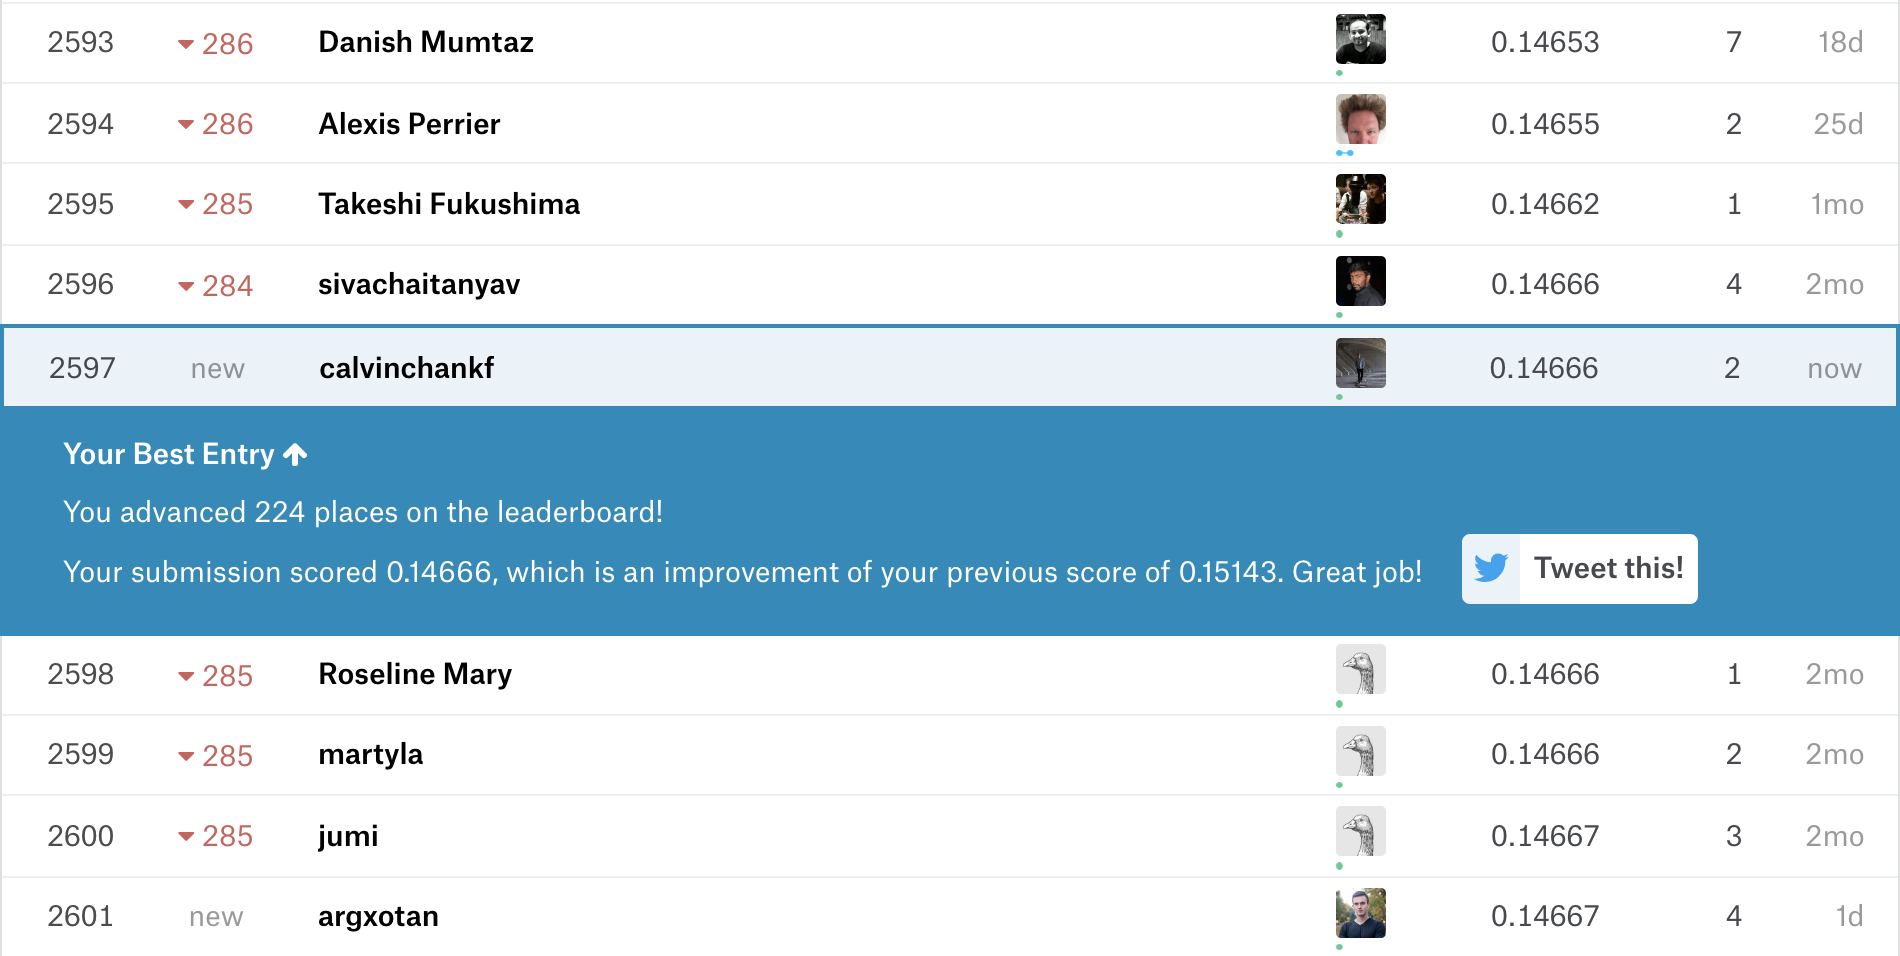 2593 286 Danish Mumtaz 0.14653 7 18d
2594 286 Alexis Perrier 0.14655 2 25d
2595 285 Takeshi Fukushima 0.14662 1 1mo
2596 284 sivachaitanyav 0.14666 4 2mo
2597 new calvinchankf 0.14666 2 now
Your Best Entry
You advanced 224 places on the leaderboard!
Your submission scored 0.14666, which is an improvement of your previous score of 0.15143. Great job! Tweet this!
2598 285 Roseline Mary 0.14666 1 2mo
2599 285 martyla 0.14666 2 2mo
2600 285 jumi 0.14667 3 2mo
2601 new argxotan 0.14667 4 1d